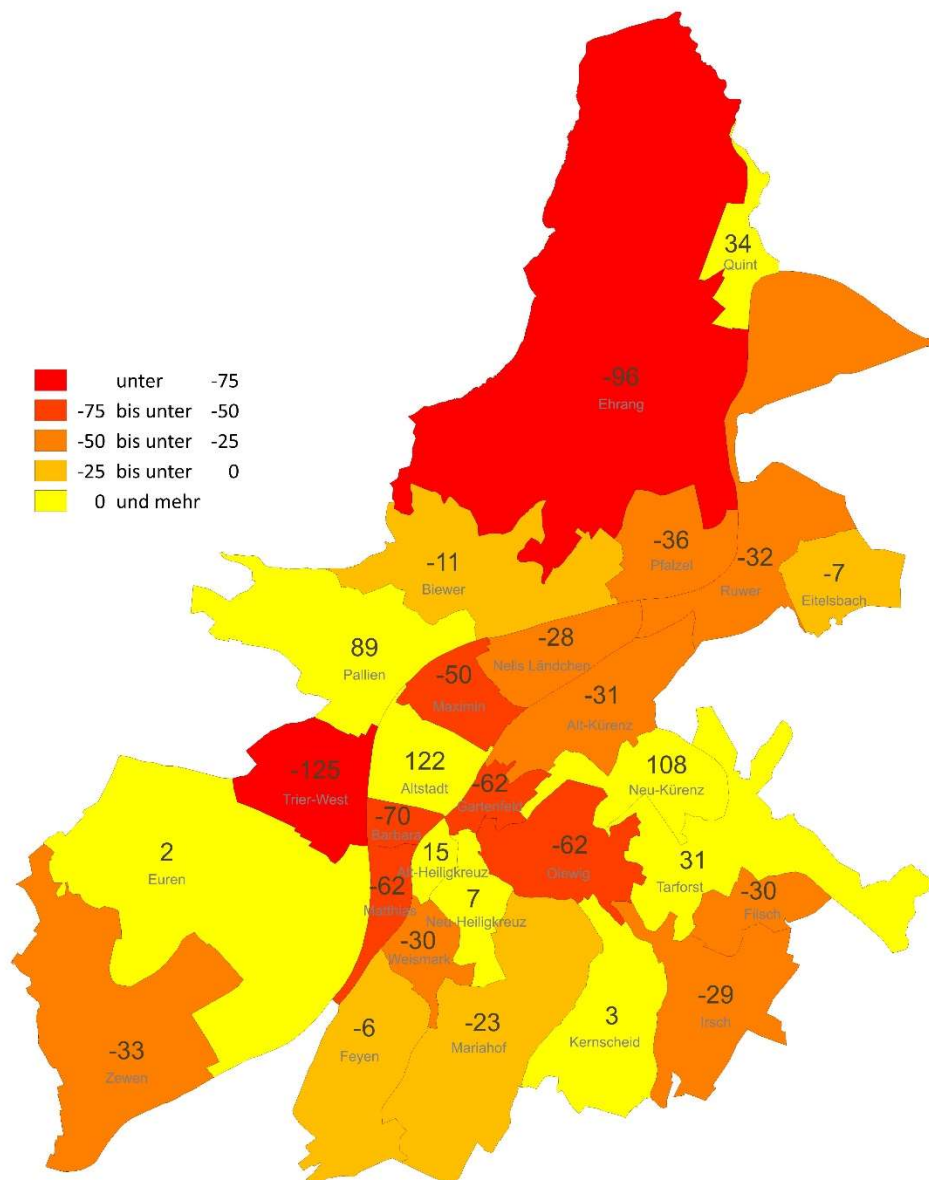 34
Quint
-96
Ehrang
unter -75
-75 bis unter -50
-50 bis unter -25
-25 bis unter 0
0 und mehr
-11
Biewer
-36
Pfalzel
-32
Ruwer
-7
Eitelsbach
89
Pallien
-28
Nells Ländchen
-50
Maximin
-31
Alt-Kürenz
-125
Trier-West
122
Altstadt
-62
Gartenfeld
108
Neu-Kürenz
-70
Barbara
2
Euren
15
Alt-Heiligkreuz
-62
Olewig
31
Tarforst
-62
Matthias
7
Neu-Heiligkreuz
-30
Filsch
-30
Weismark
-29
Irsch
-6
Feyen
-23
Mariahof
3
Kernscheid
-33
Zewen